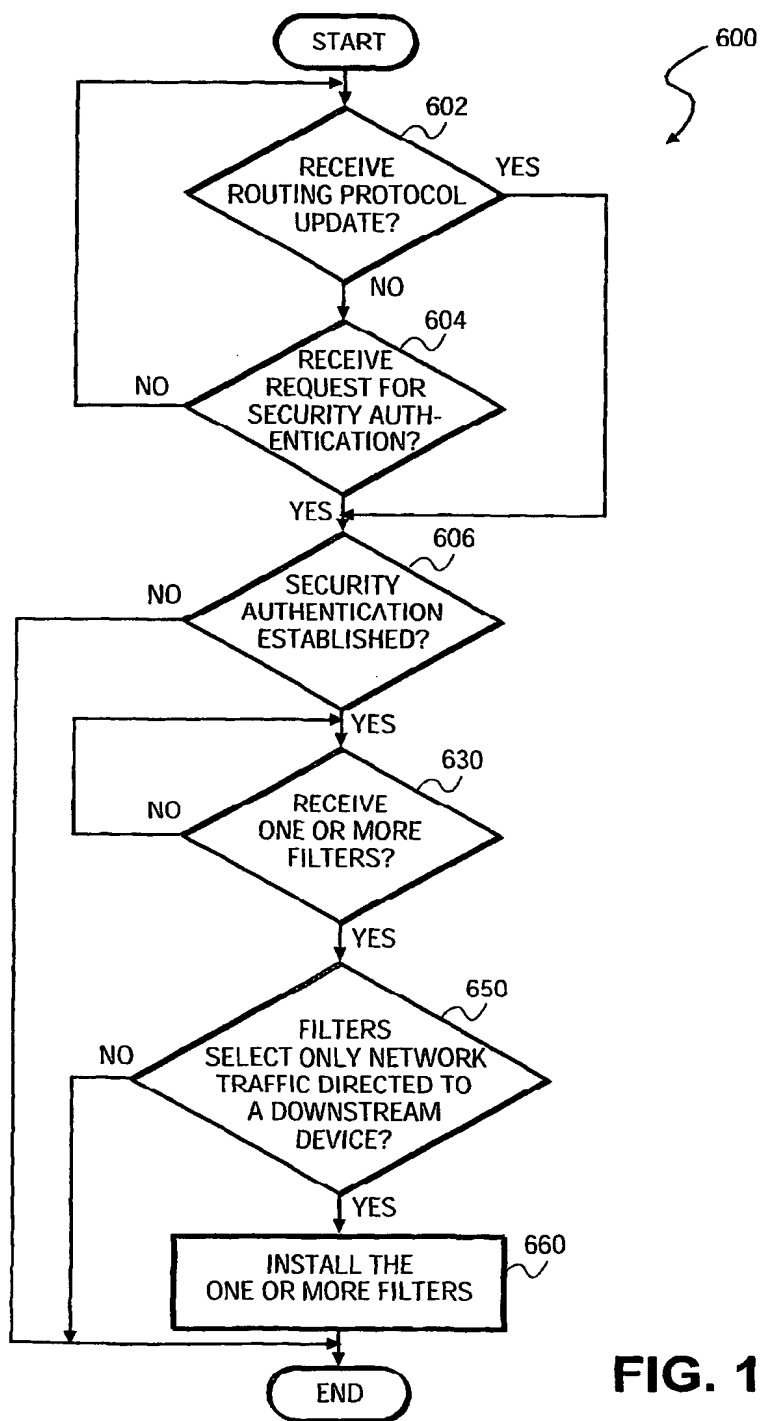 START
600
602
RECEIVE
ROUTING PROTOCOL
UPDATE?
YES
NO
604
RECEIVE
REQUEST FOR
SECURITY AUTH-
ENTICATION?
NO
YES
606
SECURITY
AUTHENTICATION
ESTABLISHED?
NO
YES
630
RECEIVE
ONE OR MORE
FILTERS?
NO
YES
650
FILTERS
SELECT ONLY NETWORK
TRAFFIC DIRECTED TO
A DOWNSTREAM
DEVICE?
NO
YES
660
INSTALL THE
ONE OR MORE FILTERS
END
FIG. 1